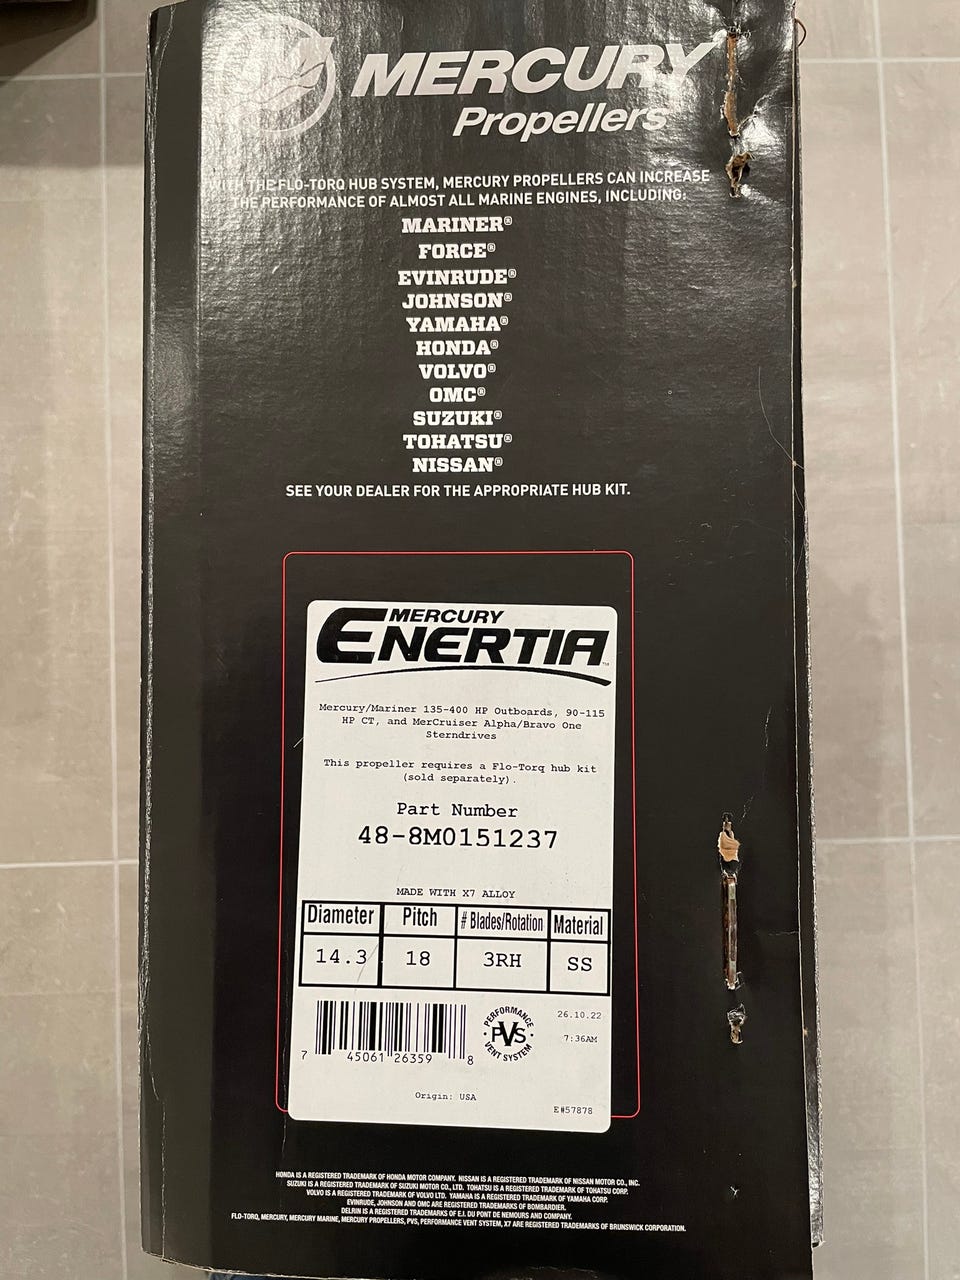 MERCURY
Propellers
WITH THE FLO-TORQ HUB SYSTEM, MERCURY PROPELLERS CAN INCREASE
THE PERFORMANCE OF ALMOST ALL MARINE ENGINES, INCLUDING:
MARINER®
FORCE®
EVINRUDE®
JOHNSON®
YAMAHA®
HONDA®
VOLVO®
OMC®
SUZUKI®
TOHATSU®
NISSAN®
SEE YOUR DEALER FOR THE APPROPRIATE HUB KIT.
MERCURY
ENERTIA™
Mercury/Mariner 135-400 HP Outboards, 90-115
HP CT, and MerCruiser Alpha/Bravo One
Sterndrives
This propeller requires a Flo-Torq hub kit
(sold separately).
Part Number
48-8M0151237
MADE WITH X7 ALLOY
Diameter Pitch # Blades/Rotation Material
14.3 18 3RH SS
PERFORMANCE
PVS
VENT SYSTEM
26.10.22
7:36AM
7 45061 26359 8
Origin: USA
E#57878
HONDA IS A REGISTERED TRADEMARK OF HONDA MOTOR COMPANY. NISSAN IS A REGISTERED TRADEMARK OF NISSAN MOTOR CO., INC.
SUZUKI IS A REGISTERED TRADEMARK OF SUZUKI MOTOR CO., LTD. TOHATSU IS A REGISTERED TRADEMARK OF TOHATSU CORP.
VOLVO IS A REGISTERED TRADEMARK OF VOLVO LTD. YAMAHA IS A REGISTERED TRADEMARK OF YAMAHA CORP.
EVINRUDE, JOHNSON AND OMC ARE REGISTERED TRADEMARKS OF BOMBARDIER.
DELRIN IS A REGISTERED TRADEMARKS OF E.I. DU PONT DE NEMOURS AND COMPANY.
FLO-TORQ, MERCURY, MERCURY MARINE, MERCURY PROPELLERS, PVS, PERFORMANCE VENT SYSTEM, X7 ARE REGISTERED TRADEMARKS OF BRUNSWICK CORPORATION.